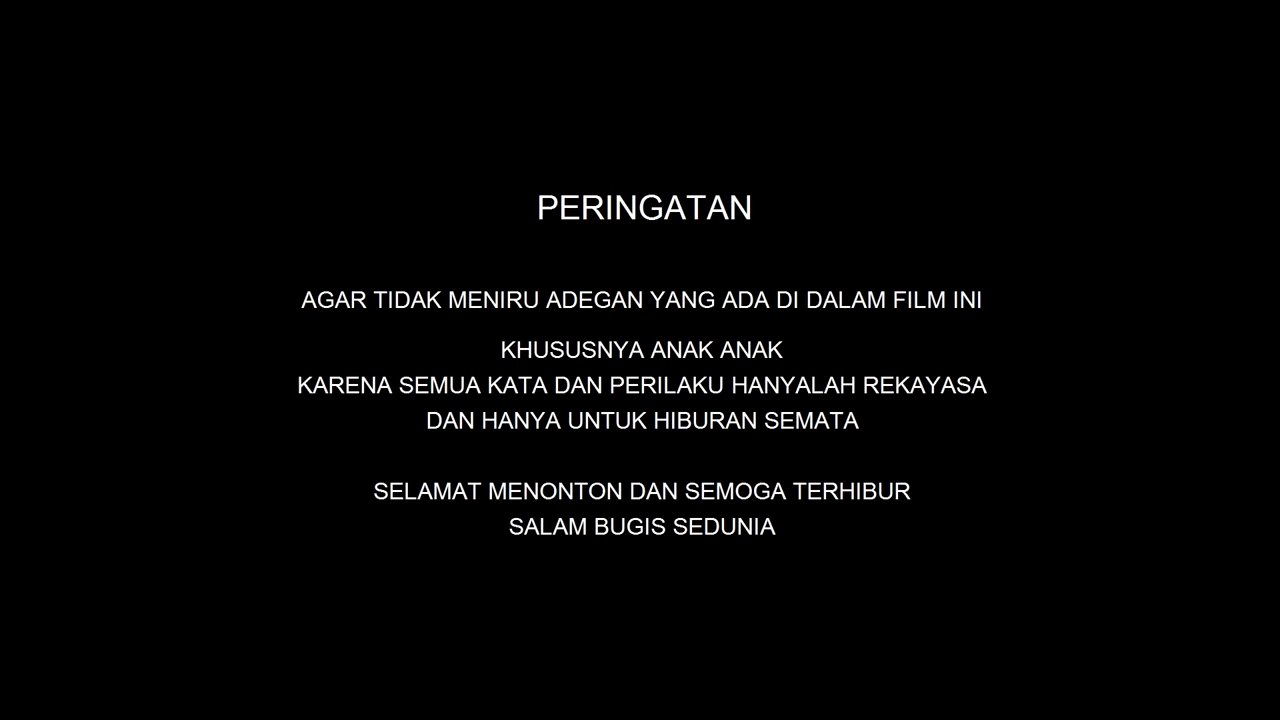 PERINGATAN
AGAR TIDAK MENIRU ADEGAN YANG ADA DI DALAM FILM INI
KHUSUSNYA ANAK ANAK
KARENA SEMUA KATA DAN PERILAKU HANYALAH REKAYASA
DAN HANYA UNTUK HIBURAN SEMATA
SELAMAT MENONTON DAN SEMOGA TERHIBUR
SALAM BUGIS SEDUNIA